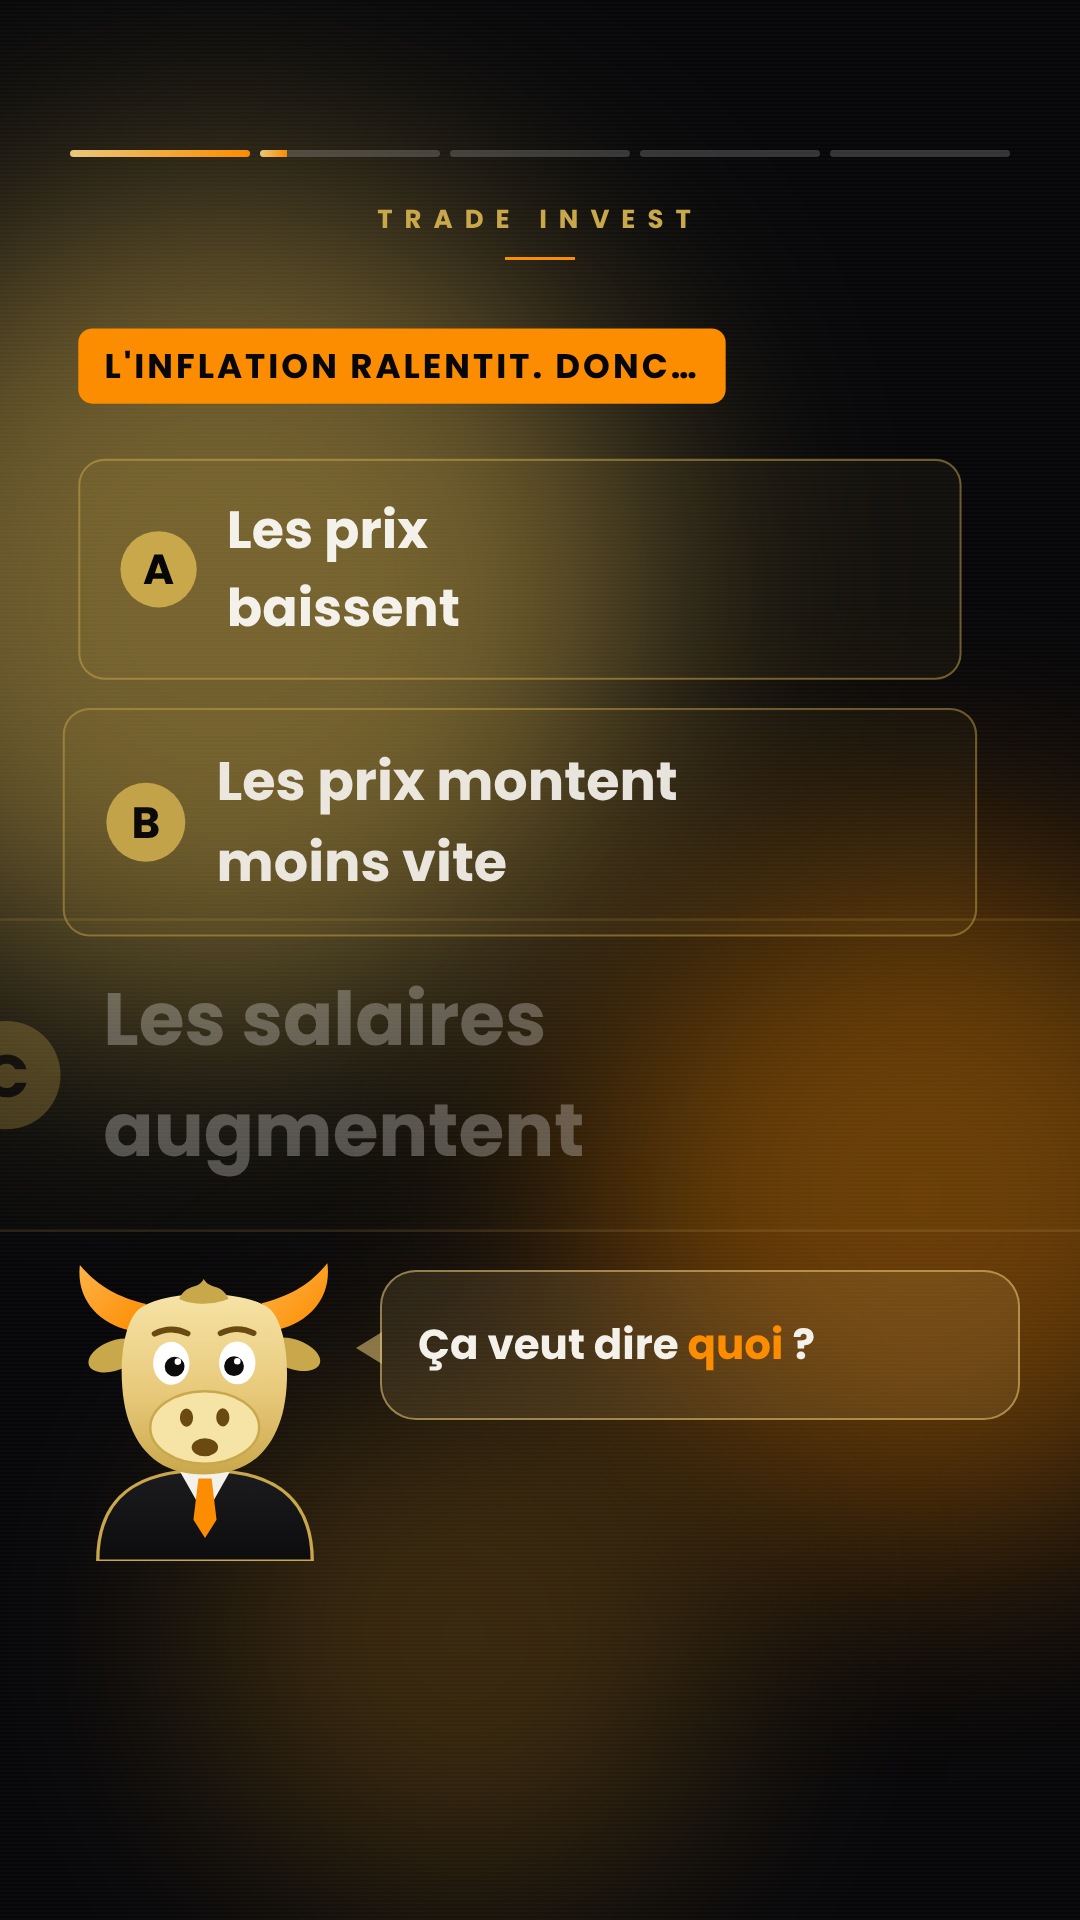 TRADE INVEST
L'INFLATION RALENTIT. DONC…
A
Les prix
baissent
B
Les prix montent
moins vite
C
Les salaires
augmentent
Ça veut dire quoi ?